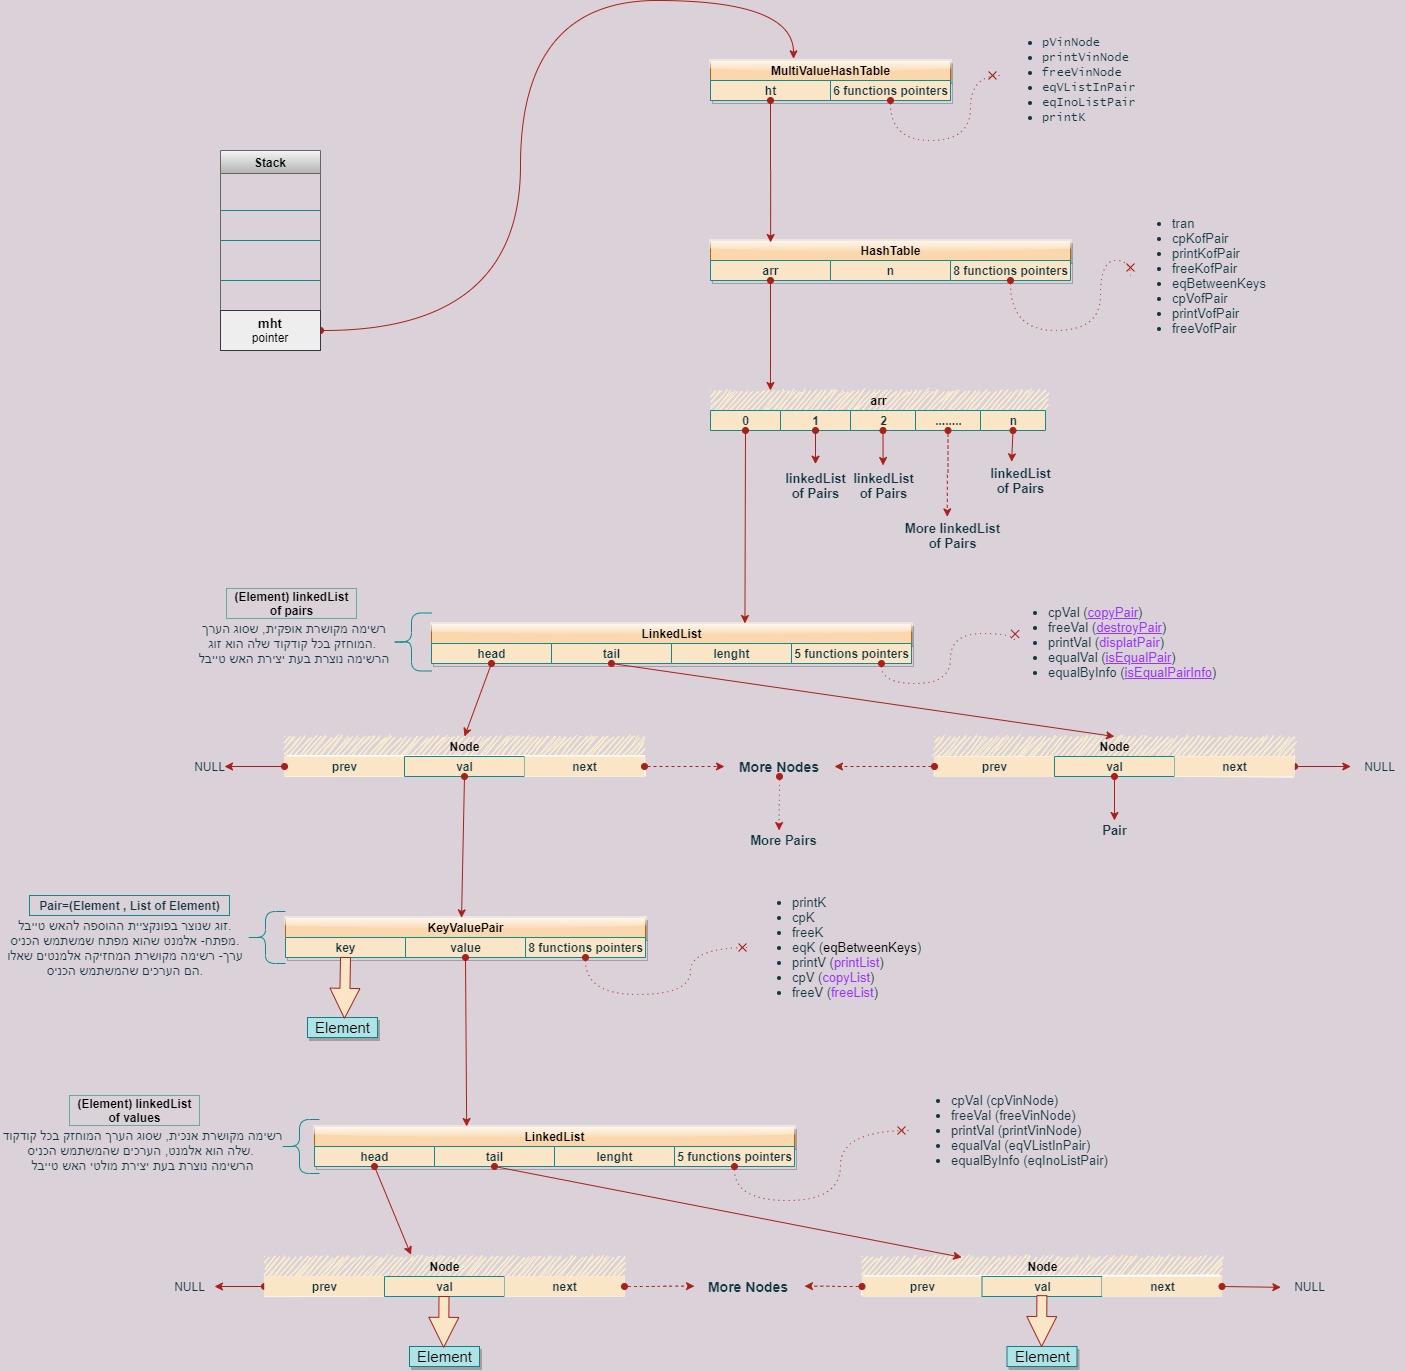 MultiValueHashTable
ht
6 functions pointers
pVinNode
printVinNode
freeVinNode
eqVListInPair
eqInoListPair
printK
Stack
mht
pointer
HashTable
arr
n
8 functions pointers
tran
cpKofPair
printKofPair
freeKofPair
eqBetweenKeys
cpVofPair
printVofPair
freeVofPair
arr
0
1
2
........
n
linkedList
of Pairs
linkedList
of Pairs
linkedList
of Pairs
More linkedList
of Pairs
(Element) linkedList
of pairs
רשימה מקושרת אופקית, שסוג הערך
המוחזק בכל קודקוד שלה הוא זוג.
הרשימה נוצרת בעת יצירת האש טייבל
LinkedList
head
tail
lenght
5 functions pointers
cpVal (copyPair)
freeVal (destroyPair)
printVal (displatPair)
equalVal (isEqualPair)
equalByInfo (isEqualPairInfo)
Node
NULL
prev
val
next
More Nodes
More Pairs
Node
prev
val
next
NULL
Pair
Pair=(Element , List of Element)
זוג שנוצר בפונקציית ההוספה להאש טייבל.
מפתח- אלמנט שהוא מפתח שמשתמש הכניס.
ערך- רשימה מקושרת המחזיקה אלמנטים שאלו
הם הערכים שהמשתמש הכניס.
KeyValuePair
key
value
8 functions pointers
Element
printK
cpK
freeK
eqK (eqBetweenKeys)
printV (printList)
cpV (copyList)
freeV (freeList)
(Element) linkedList
of values
רשימה מקושרת אנכית, שסוג הערך המוחזק בכל קודקוד
שלה הוא אלמנט, הערכים שהמשתמש הכניס.
הרשימה נוצרת בעת יצירת מולטי האש טייבל
LinkedList
head
tail
lenght
5 functions pointers
cpVal (cpVinNode)
freeVal (freeVinNode)
printVal (printVinNode)
equalVal (eqVListInPair)
equalByInfo (eqInoListPair)
Node
NULL
prev
val
next
More Nodes
Node
prev
val
next
NULL
Element
Element